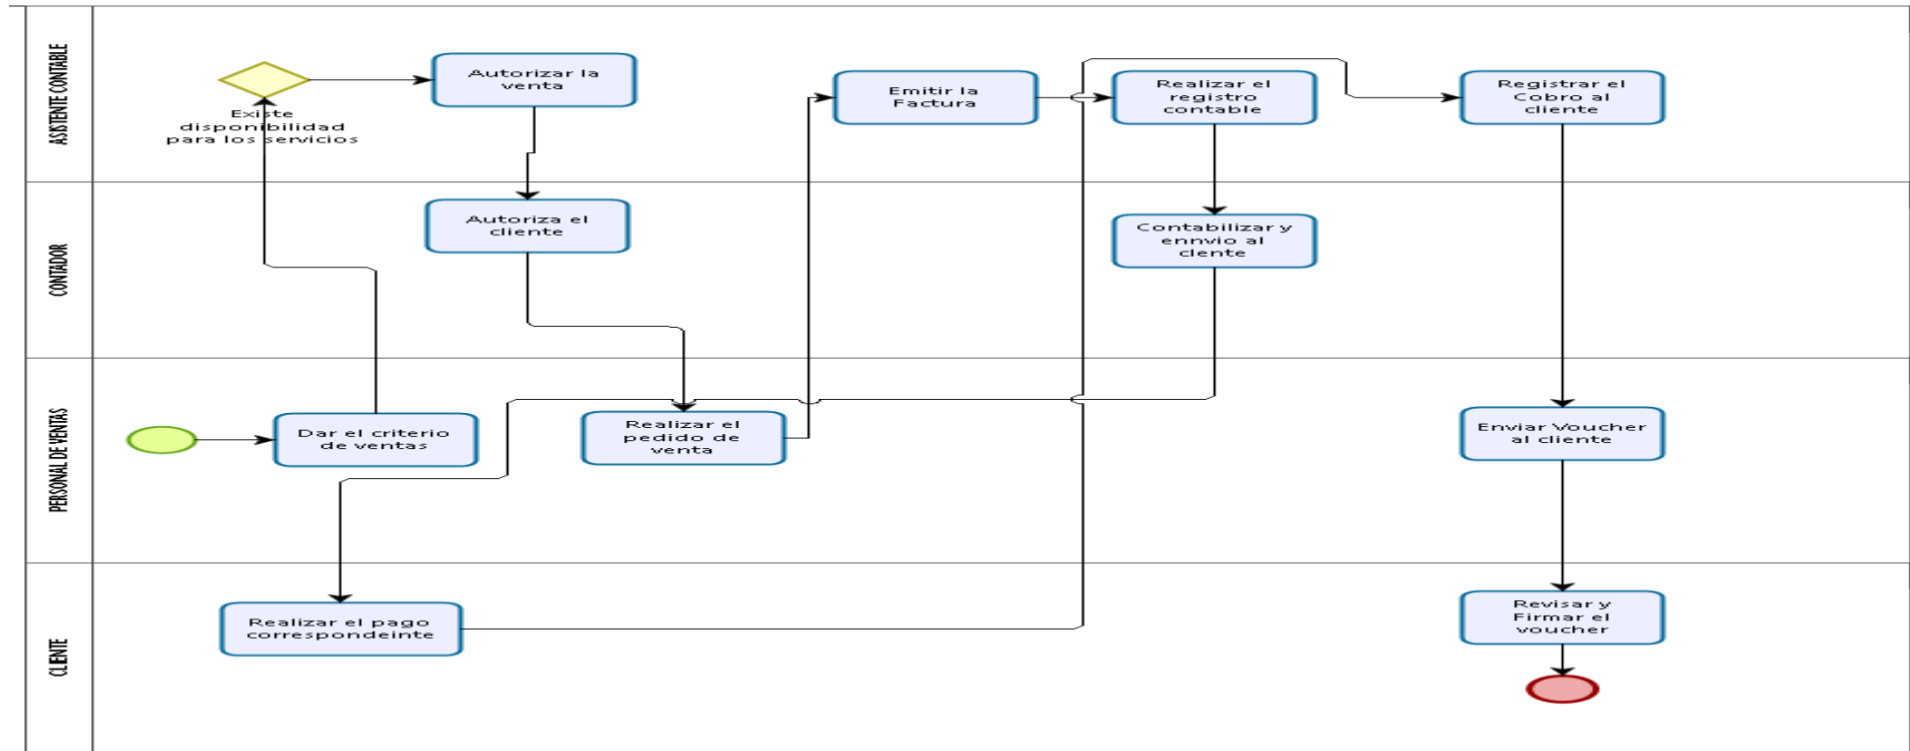 ASISTENTE CONTABLE
Existe
disponibilidad
para los servicios
Autorizar la
venta
Emitir la
Factura
Realizar el
registro
contable
Registrar el
Cobro al
cliente
CONTADOR
Autoriza el
cliente
Contabilizar y
ennvio al
clente
PERSONAL DE VENTAS
Dar el criterio
de ventas
Realizar el
pedido de
venta
Enviar Voucher
al cliente
CLIENTE
Realizar el pago
correspondeinte
Revisar y
Firmar el
voucher